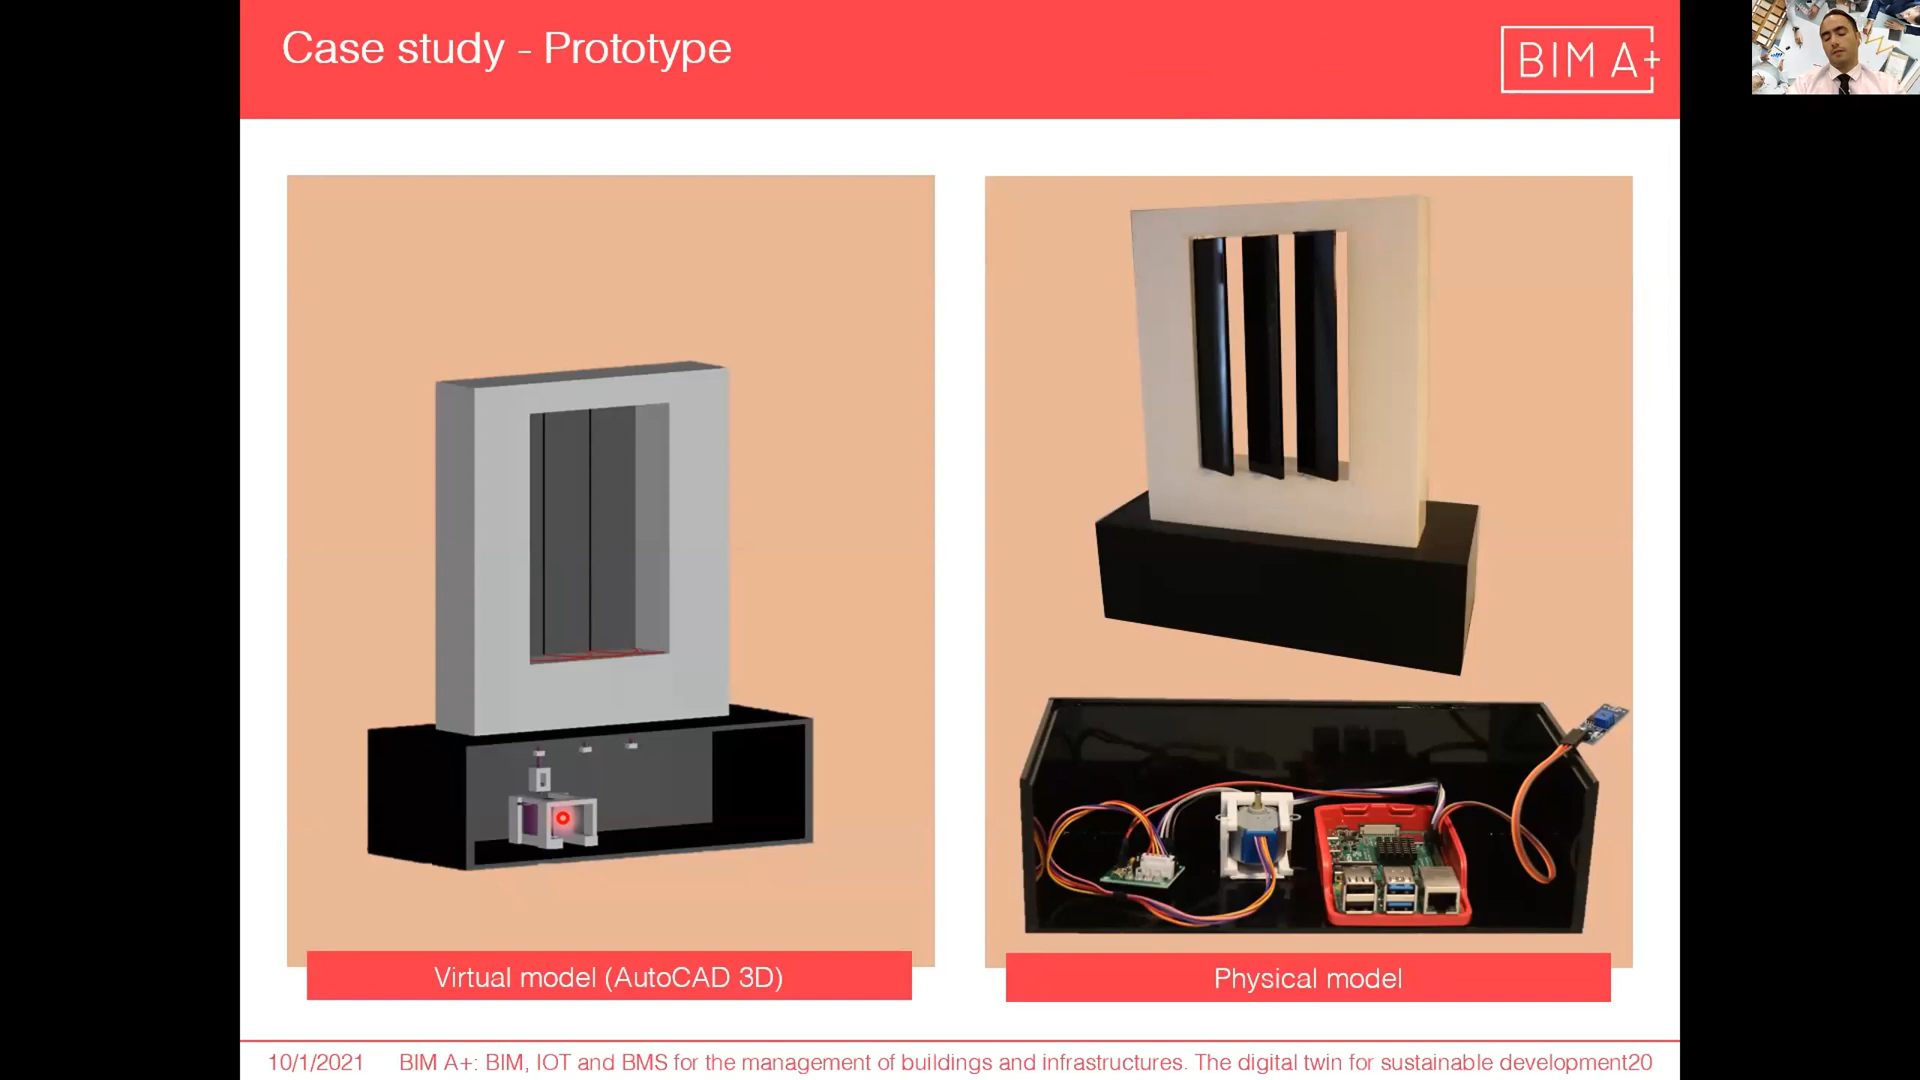 Case study - Prototype
BIM A+
Virtual model (AutoCAD 3D)
Physical model
10/1/2021
BIM A+: BIM, IOT and BMS for the management of buildings and infrastructures. The digital twin for sustainable development20